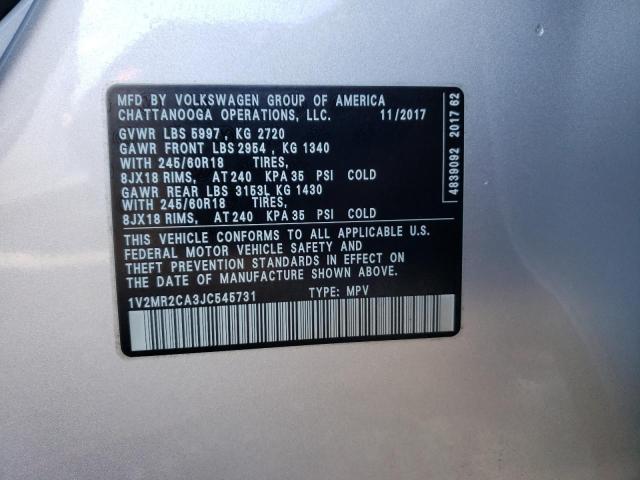 MFD BY VOLKSWAGEN GROUP OF AMERICA
CHATTANOOGA OPERATIONS, LLC. 11/2017
GVWR LBS 5997 , KG 2720
GAWR FRONT LBS 2954 , KG 1340
WITH 245/60R18 TIRES,
8JX18 RIMS, AT 240 KPA 35 PSI COLD
GAWR REAR LBS 3153L KG 1430
WITH 245/60R18 TIRES,
8JX18 RIMS, AT 240 KPA 35 PSI COLD
THIS VEHICLE CONFORMS TO ALL APPLICABLE U.S.
FEDERAL MOTOR VEHICLE SAFETY AND
THEFT PREVENTION STANDARDS IN EFFECT ON
THE DATE OF MANUFACTURE SHOWN ABOVE.
1V2MR2CA3JC545731 TYPE: MPV
4839092 2017 62